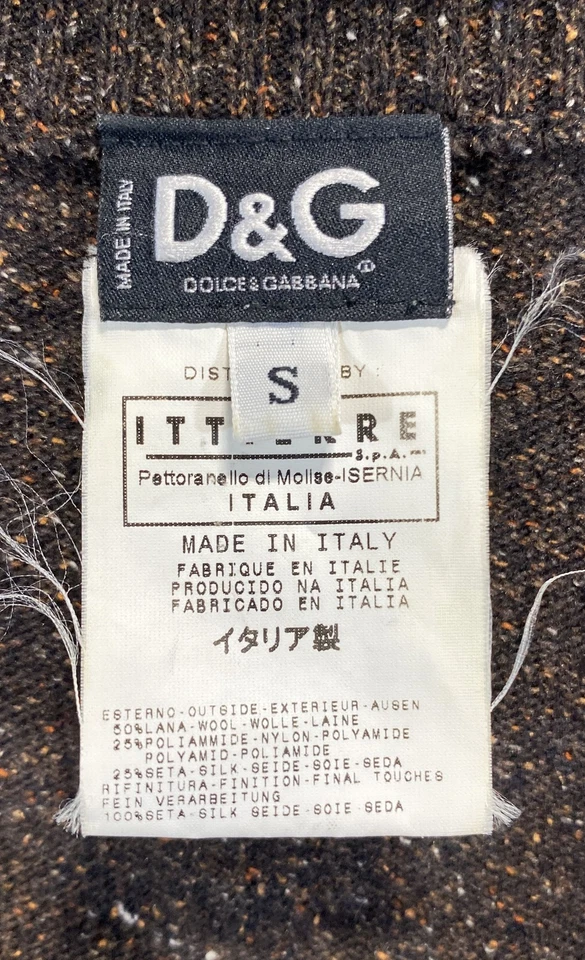 MADE IN ITALY
D&G
DOLCE&GABBANA®
S
BY :
S.p.A.
Pettoranello di Molise-ISERNIA
ITALIA
MADE IN ITALY
FABRIQUE EN ITALIE
PRODUCIDO NA ITALIA
FABRICADO EN ITALIA
イタリア製
ESTERNO-OUTSIDE-EXTERIEUR-AUSEN
50%LANA-WOOL-WOLLE-LAINE
25%POLIAMMIDE-NYLON-POLYAMIDE
POLYAMID-POLIAMIDE
25%SETA-SILK-SEIDE-SOIE-SEDA
RIFINITURA-FINITION-FINAL TOUCHES
FEIN VERARBEITUNG
100%SETA-SILK SEIDE-SOIE-SEDA